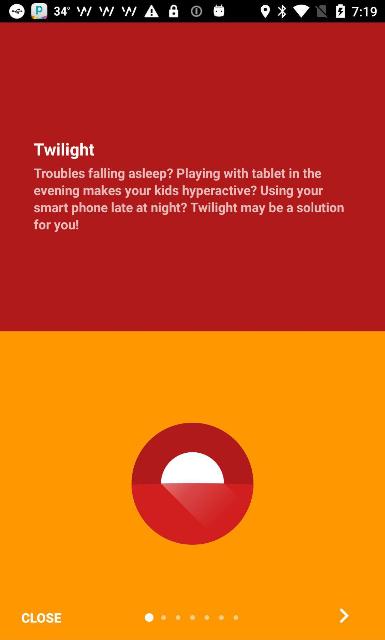 34° 7:19
Twilight
Troubles falling asleep? Playing with tablet in the
evening makes your kids hyperactive? Using your
smart phone late at night? Twilight may be a solution
for you!
CLOSE